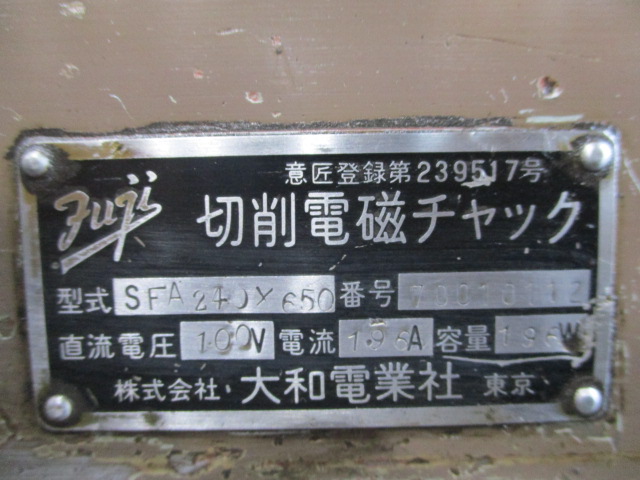 意匠登録第239517号
Fuji 切削電磁チャック
型式 SFA 240X650 番号
直流電圧 100V 電流 1.96A 容量 196W
株式会社・大和電業社 東京